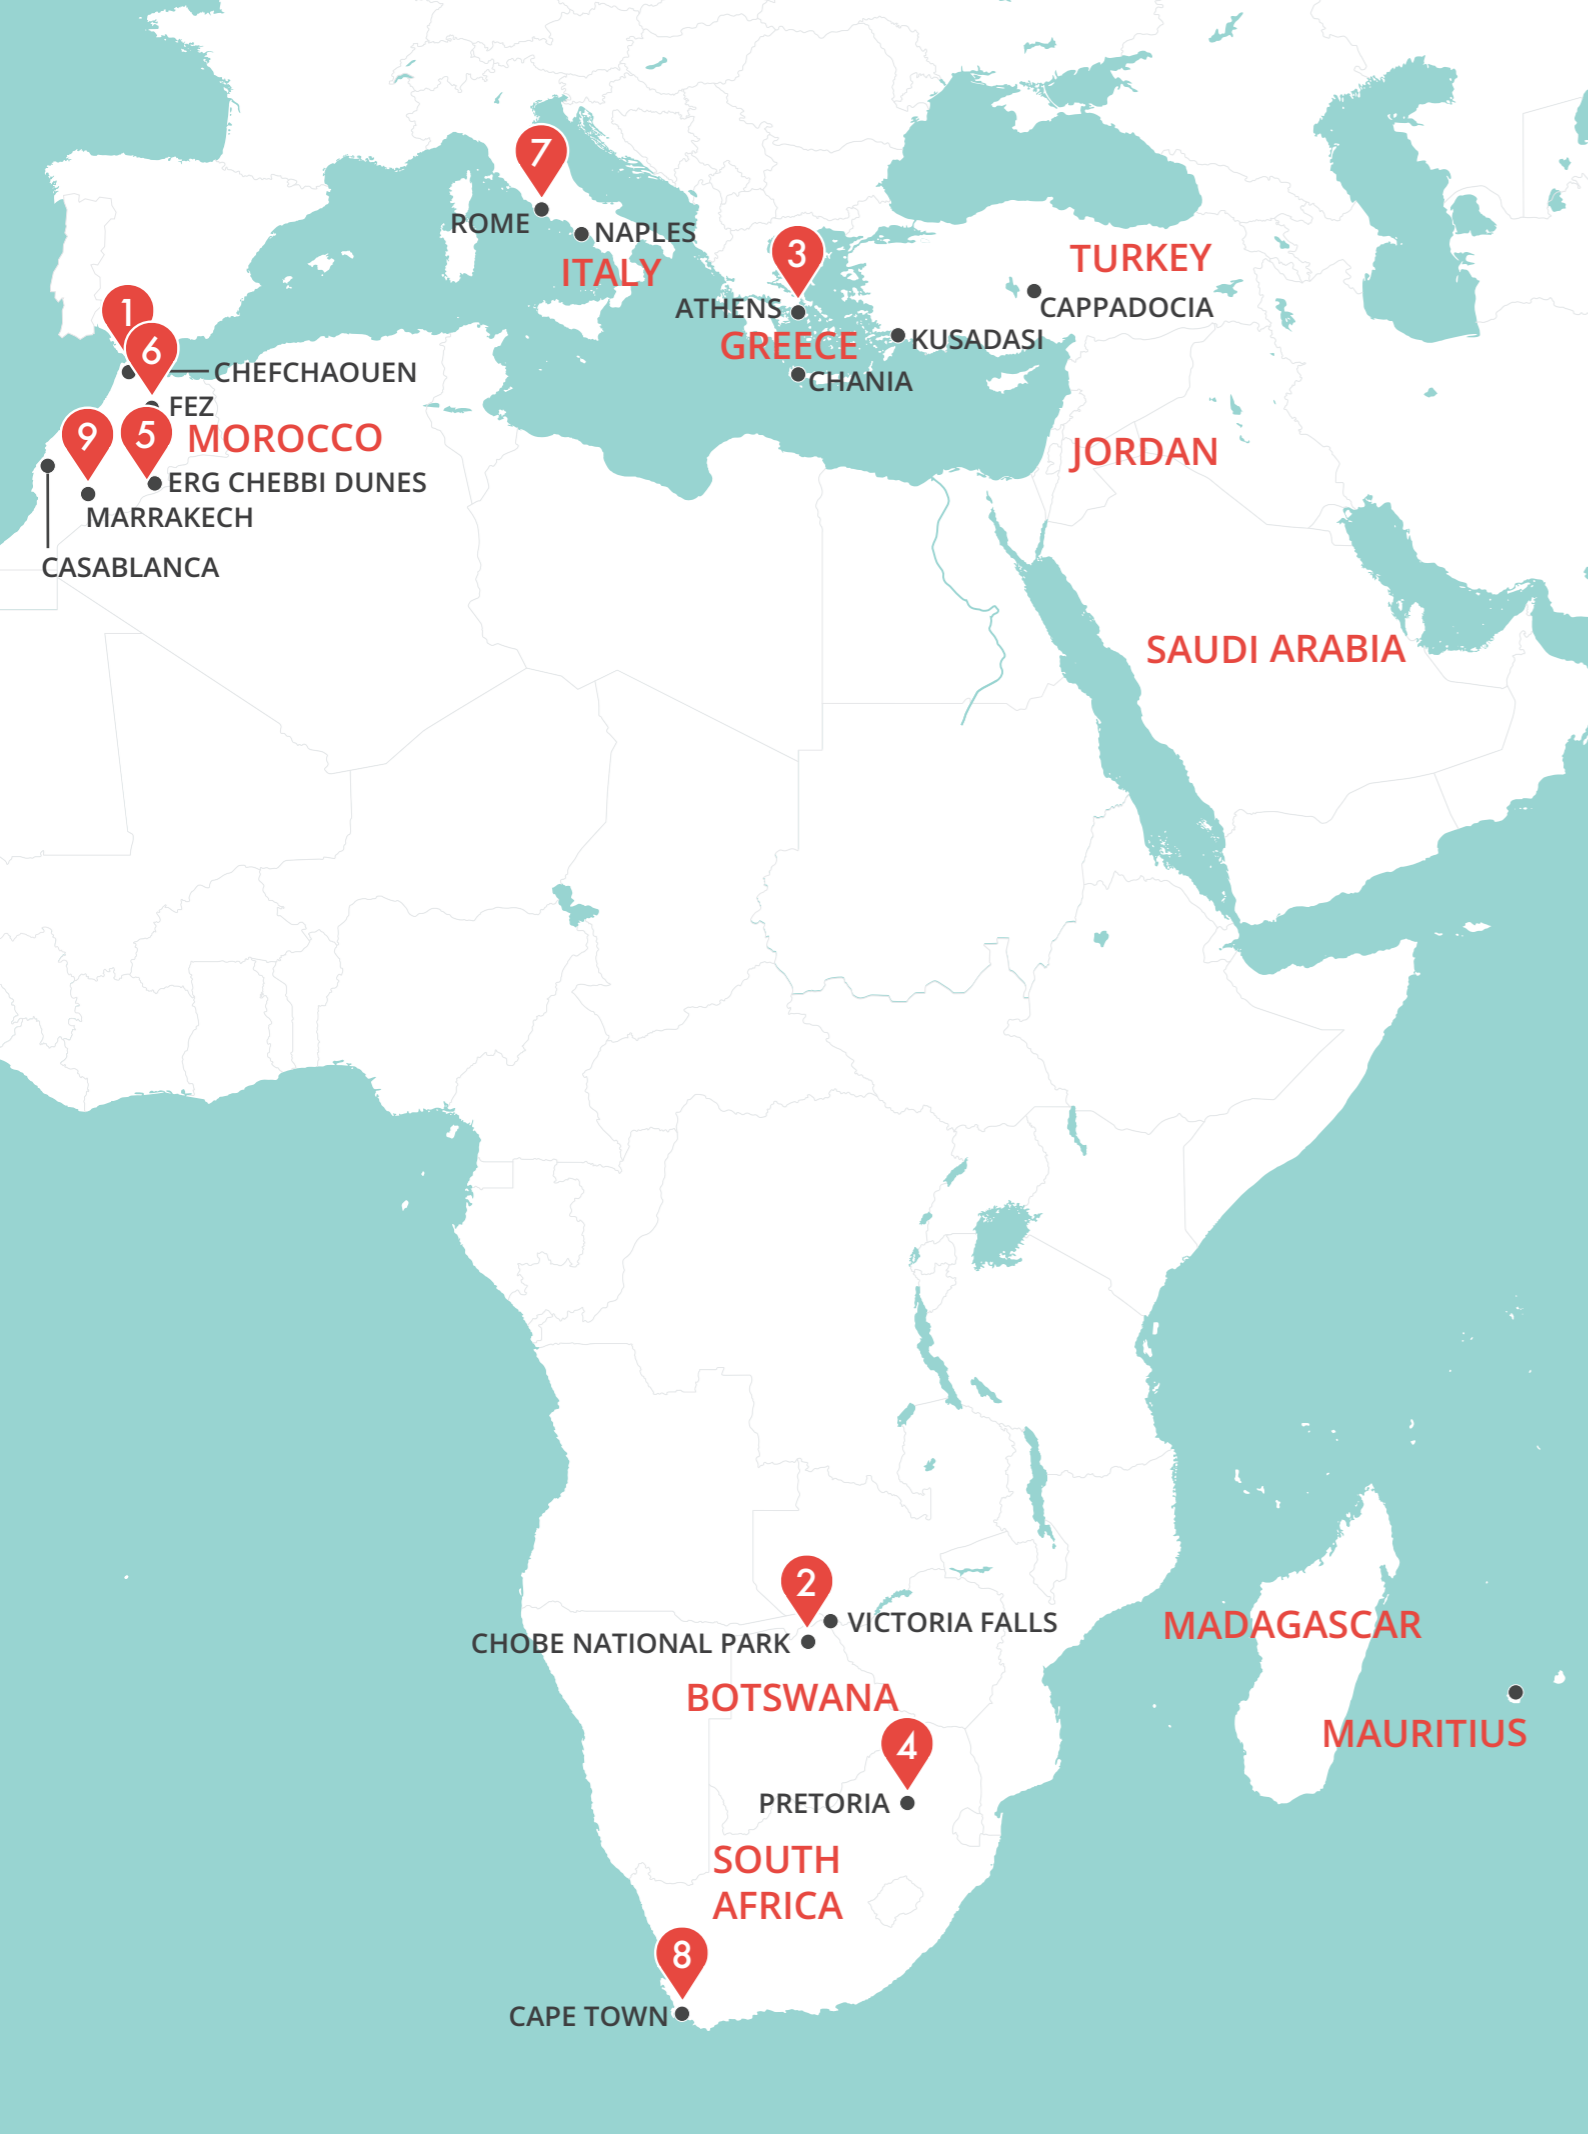 7
ROME
NAPLES
ITALY
3
ATHENS
GREECE
TURKEY
CAPPADOCIA
KUSADASI
CHANIA
1
6
CHEFCHAOUEN
FEZ
9
5
MOROCCO
ERG CHEBBI DUNES
MARRAKECH
CASABLANCA
JORDAN
SAUDI ARABIA
2
VICTORIA FALLS
CHOBE NATIONAL PARK
BOTSWANA
MADAGASCAR
MAURITIUS
4
PRETORIA
SOUTH
AFRICA
8
CAPE TOWN